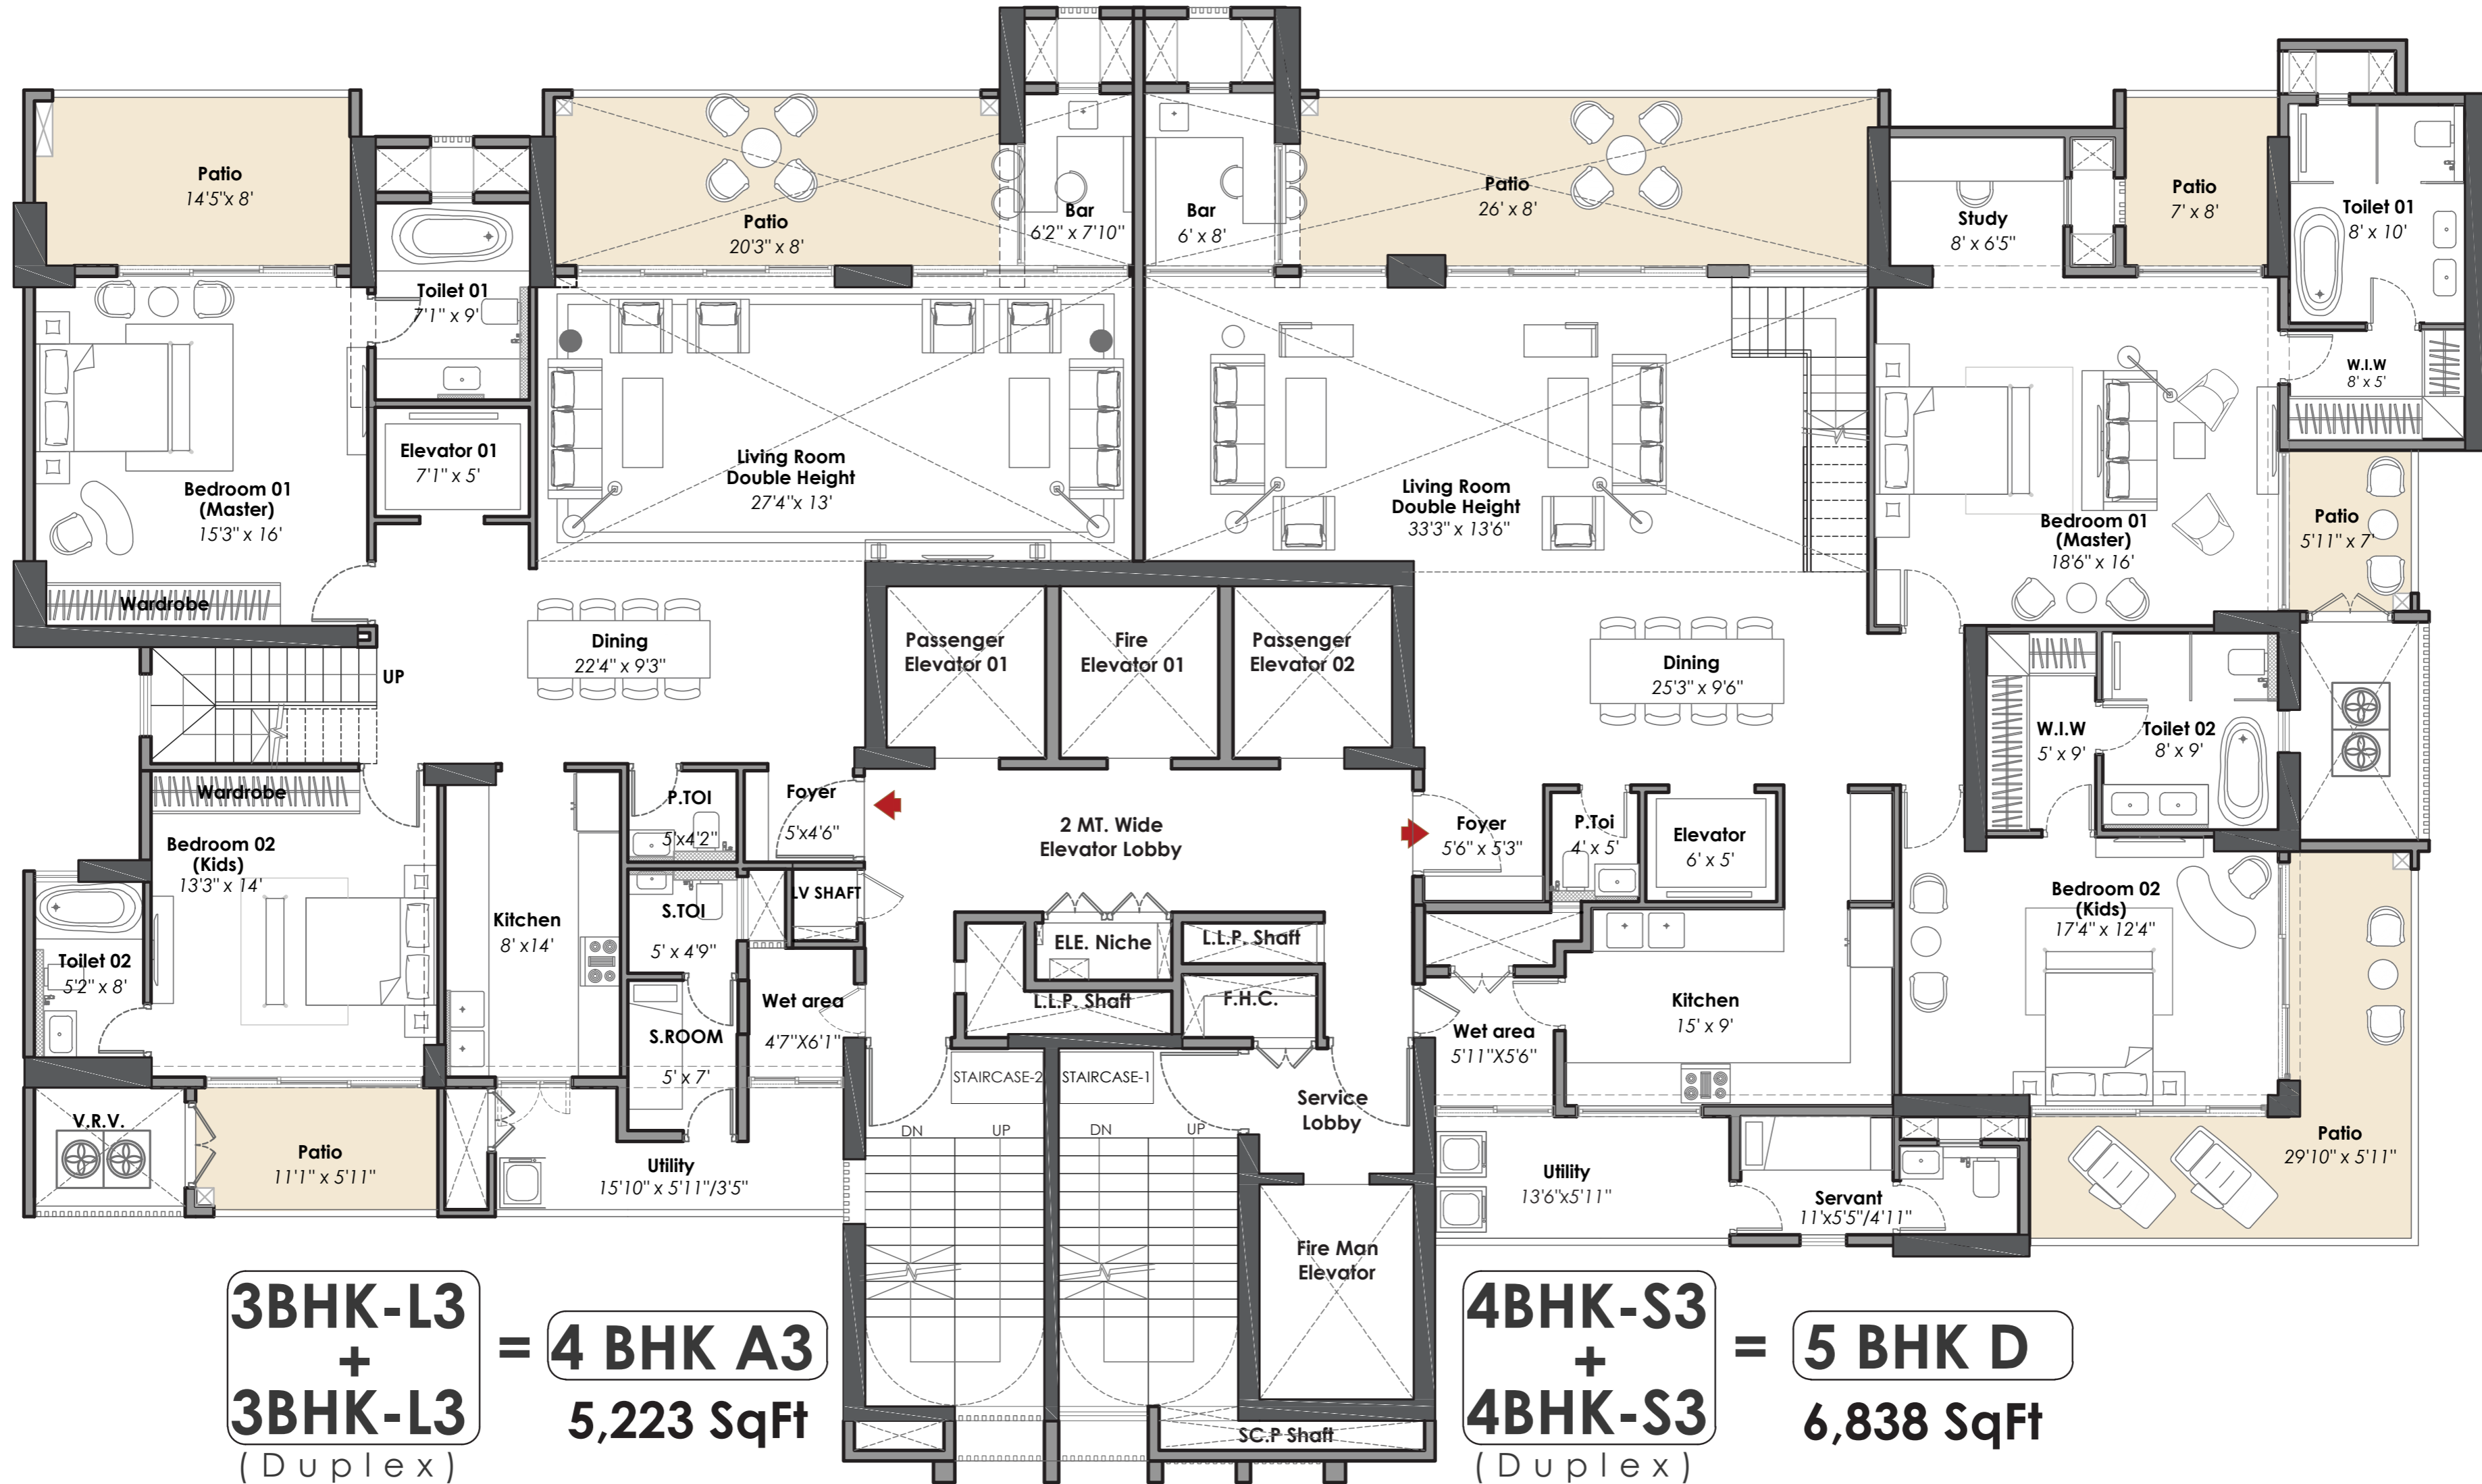 Patio
14'5"x 8'
Toilet 01
7'1" x 9'
Elevator 01
7'1" x 5'
Bedroom 01
(Master)
15'3" x 16'
Wardrobe
Patio
20'3" x 8'
Bar
6'2" x 7'10"
Living Room
Double Height
27'4"x 13'
Dining
22'4" x 9'3"
UP
Wardrobe
Bedroom 02
(Kids)
13'3" x 14'
Toilet 02
5'2" x 8'
V.R.V.
Patio
11'1" x 5'11"
Kitchen
8' x14'
P.TOI
5'x4'2"
Foyer
5'x4'6"
S.TOI
5' x 4'9"
LV SHAFT
S.ROOM
5' x 7'
Wet area
4'7"X6'1"
Utility
15'10" x 5'11"/3'5"
Passenger
Elevator 01
Fire
Elevator 01
Passenger
Elevator 02
2 MT. Wide
Elevator Lobby
ELE. Niche
L.L.P. Shaft
L.L.P. Shaft
F.H.C.
STAIRCASE-2
STAIRCASE-1
DN
UP
DN
UP
Service
Lobby
Fire Man
Elevator
SC.P Shaft
Bar
6' x 8'
Patio
26' x 8'
Living Room
Double Height
33'3" x 13'6"
Dining
25'3" x 9'6"
Study
8' x 6'5"
Patio
7' x 8'
Toilet 01
8' x 10'
W.I.W
8' x 5'
Bedroom 01
(Master)
18'6" x 16'
Patio
5'11" x 7'
W.I.W
5' x 9'
Toilet 02
8' x 9'
Foyer
5'6" x 5'3"
P.Toi
4' x 5'
Elevator
6' x 5'
Bedroom 02
(Kids)
17'4" x 12'4"
Kitchen
15' x 9'
Wet area
5'11"X5'6"
Utility
13'6"x5'11"
Servant
11'x5'5"/4'11"
Patio
29'10" x 5'11"
3BHK-L3
+
3BHK-L3
(Duplex)
= 4 BHK A3
5,223 SqFt
4BHK-S3
+
4BHK-S3
(Duplex)
= 5 BHK D
6,838 SqFt